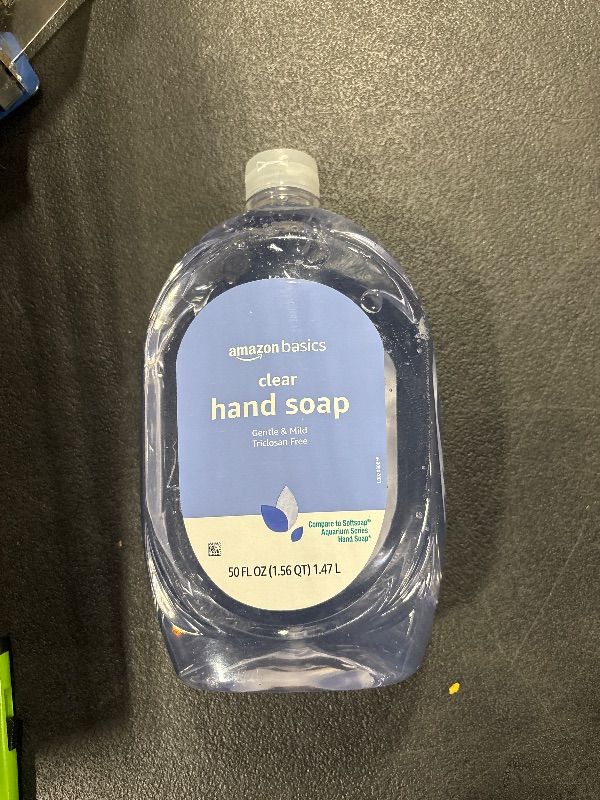 amazon basics
clear
hand soap
Gentle & Mild
Triclosan Free
Compare to Softsoap®
Aquarium Series
Hand Soap*
50 FL OZ (1.56 QT) 1.47 L